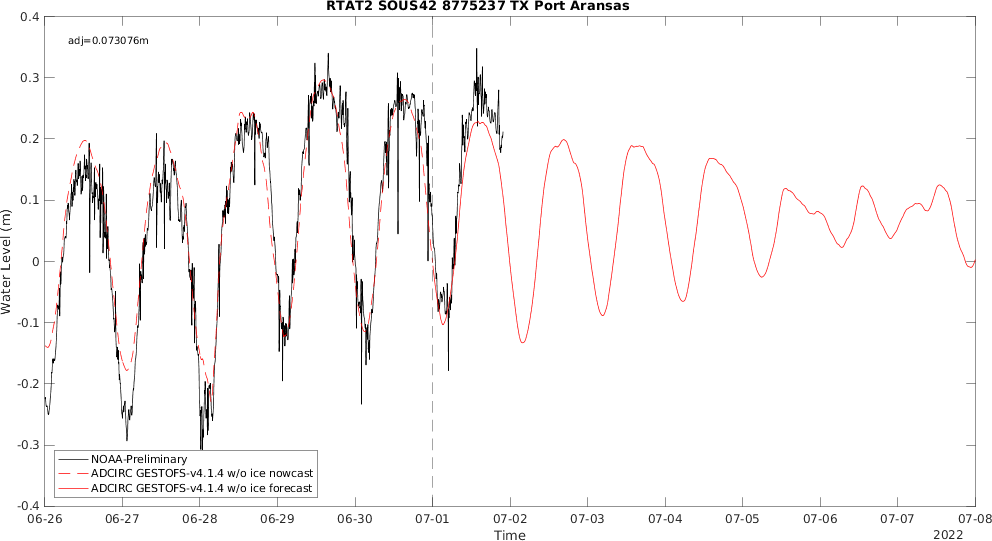 RTAT2 SOUS42 8775237 TX Port Aransas
adj=0.073076m
0.4
0.3
0.2
0.1
0
-0.1
-0.2
-0.3
-0.4
Water Level (m)
NOAA-Preliminary
ADCIRC GESTOFS-v4.1.4 w/o ice nowcast
ADCIRC GESTOFS-v4.1.4 w/o ice forecast
06-26 06-27 06-28 06-29 06-30 07-01 07-02 07-03 07-04 07-05 07-06 07-07 07-08
Time
2022